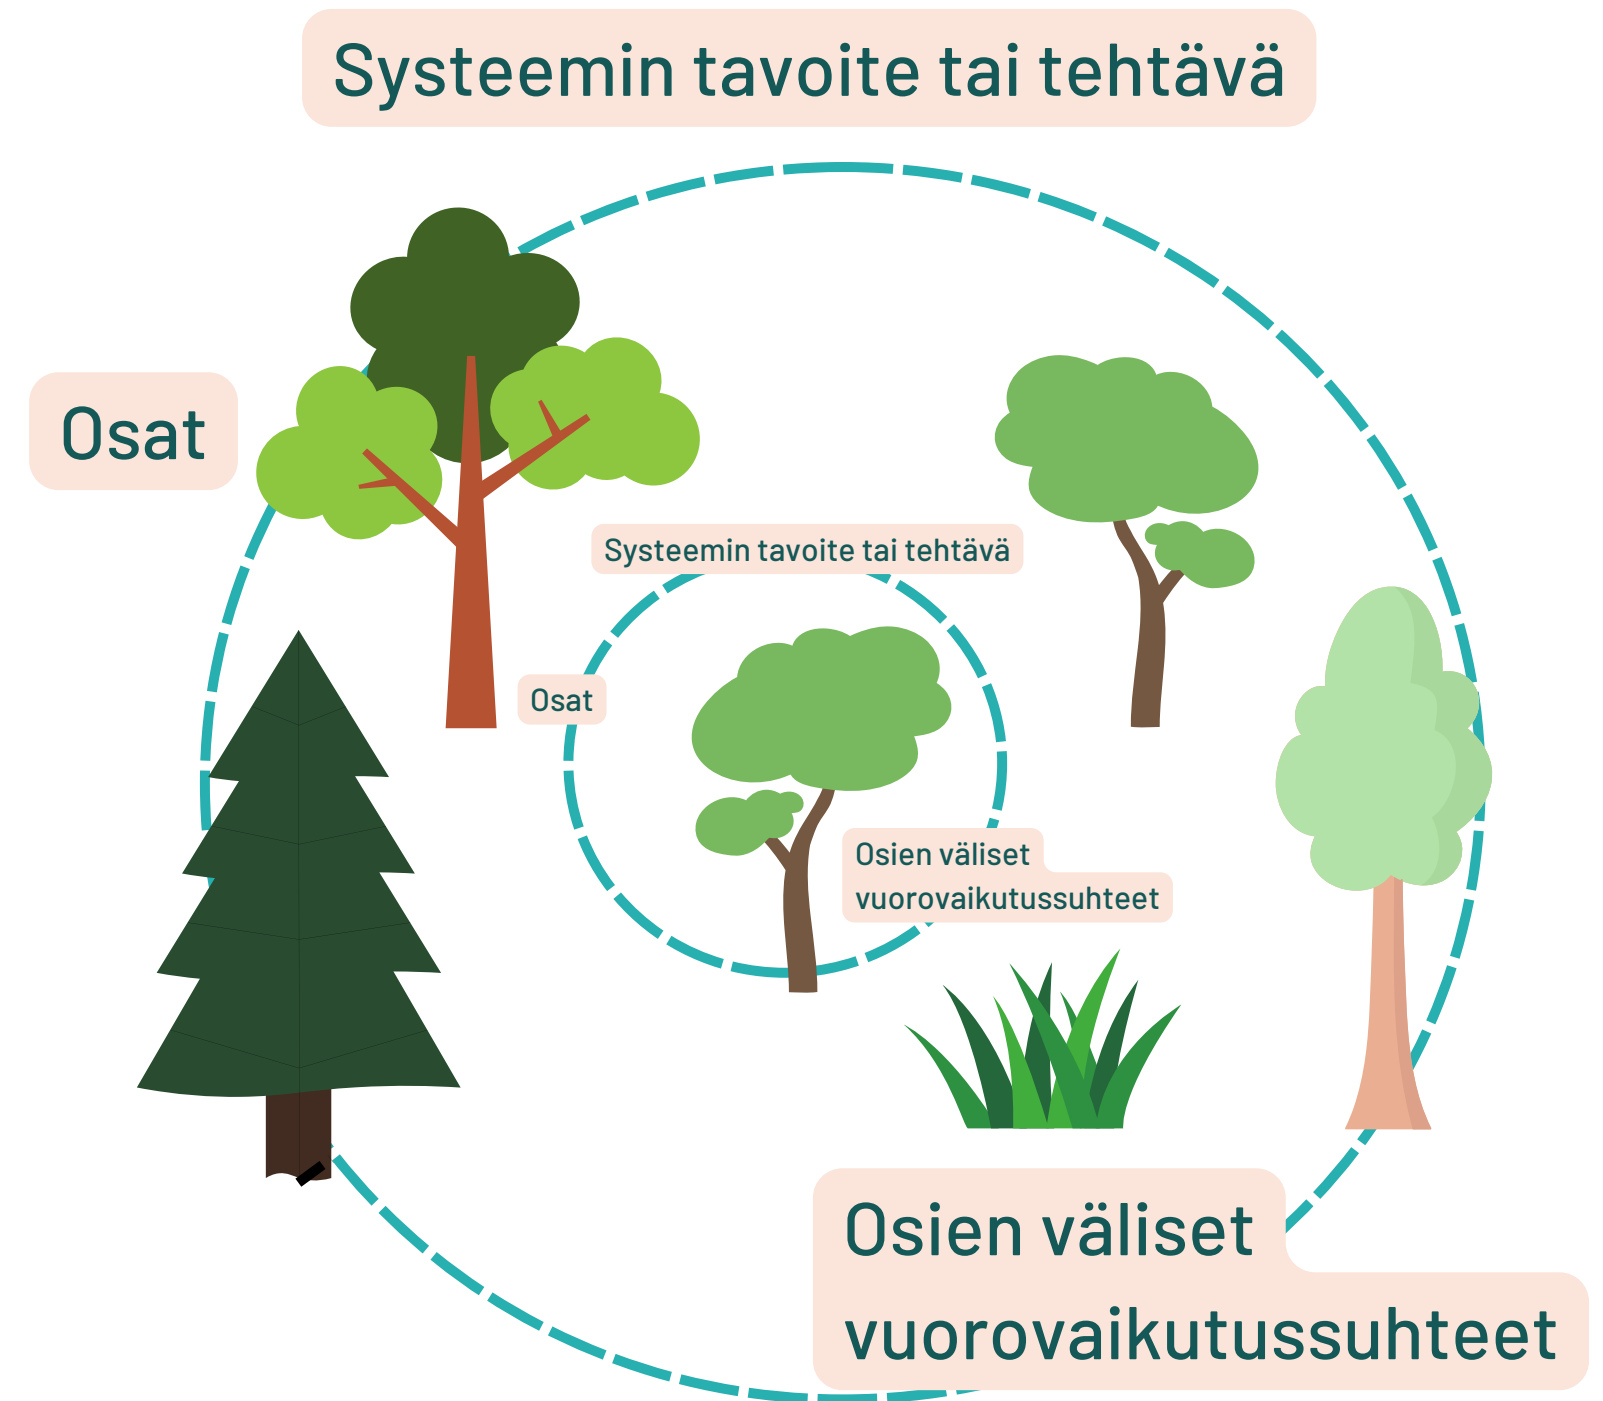 Systeemin tavoite tai tehtävä
Osat
Systeemin tavoite tai tehtävä
Osat
Osien väliset
vuorovaikutussuhteet
Osien väliset
vuorovaikutussuhteet